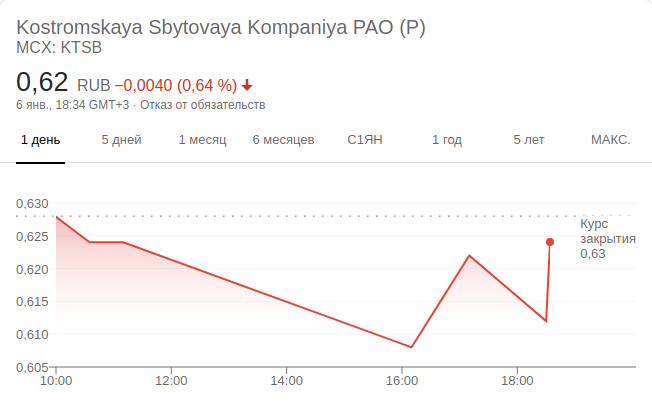 Kostromskaya Sbytovaya Kompaniya PAO (P)
MCX: KTSB
0,62 RUB −0,0040 (0,64 %)
6 янв., 18:34 GMT+3 · Отказ от обязательств
1 день 5 дней 1 месяц 6 месяцев С1ЯН 1 год 5 лет МАКС.
0,630
0,625
0,620
0,615
0,610
0,605
Курс
закрытия
0,63
10:00 12:00 14:00 16:00 18:00